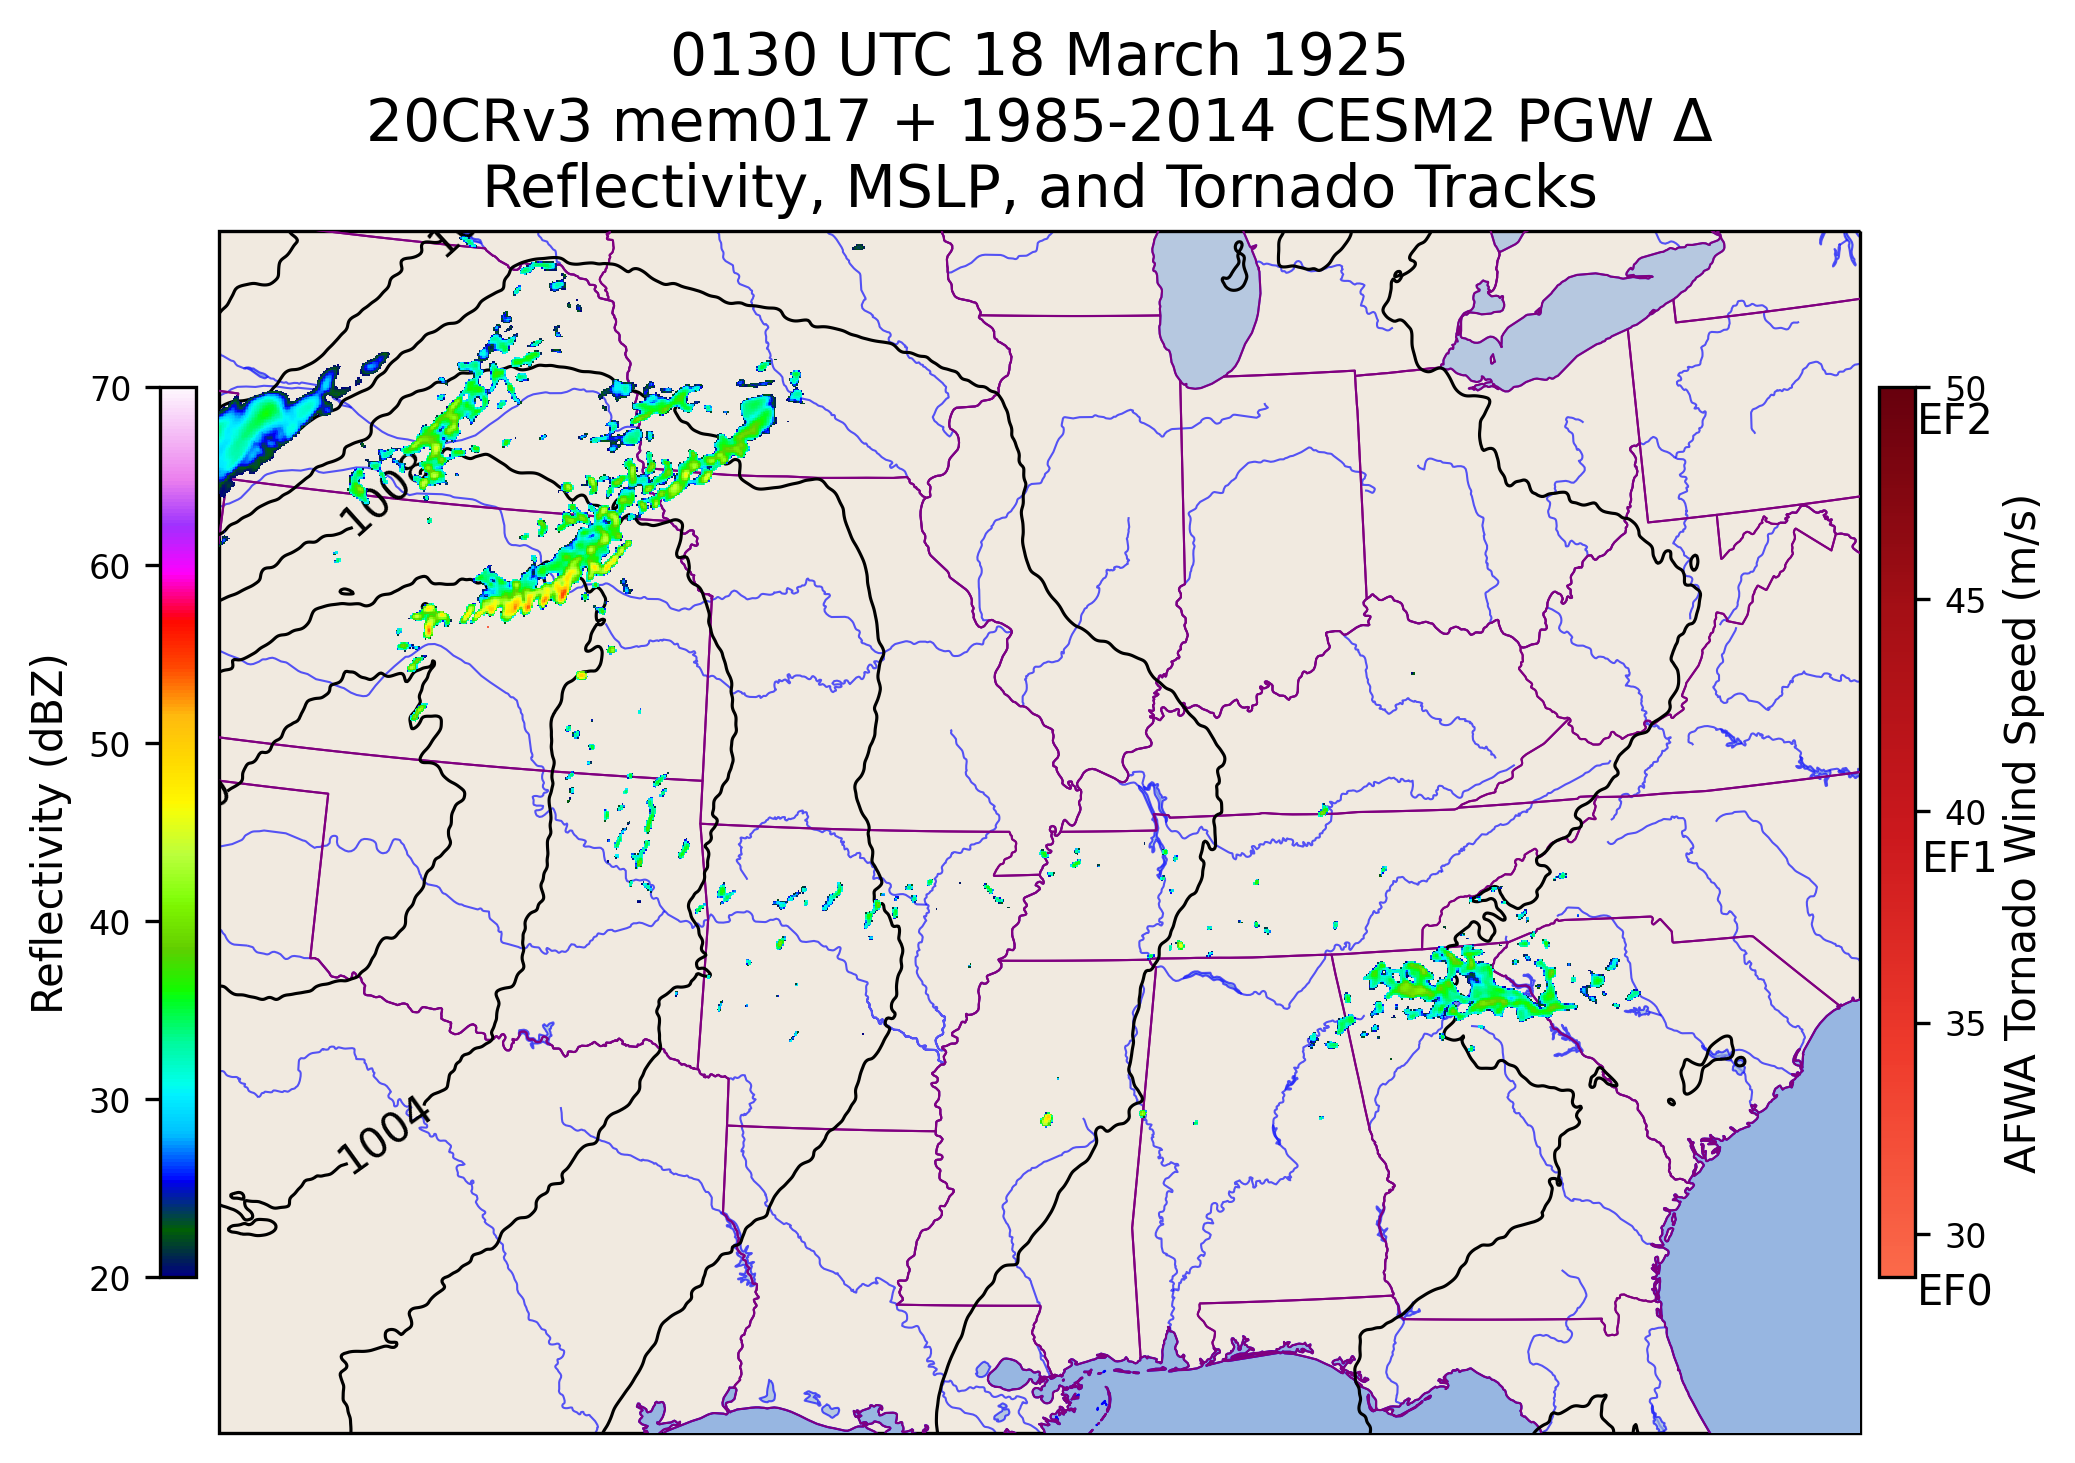 0130 UTC 18 March 1925
20CRv3 mem017 + 1985-2014 CESM2 PGW Δ
Reflectivity, MSLP, and Tornado Tracks
70
60
50
40
30
20
Reflectivity (dBZ)
1004
50
EF2
45
40
EF1
35
30
EF0
AFWA Tornado Wind Speed (m/s)